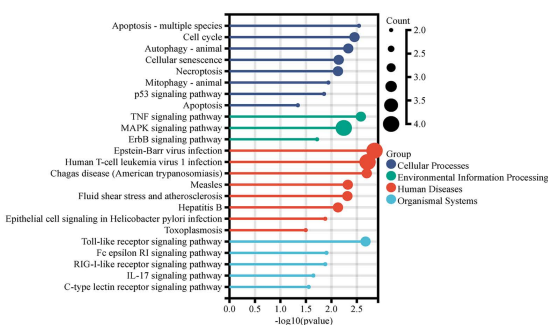 Apoptosis - multiple species
Cell cycle
Autophagy - animal
Cellular senescence
Necroptosis
Mitophagy - animal
p53 signaling pathway
Apoptosis
TNF signaling pathway
MAPK signaling pathway
ErbB signaling pathway
Epstein-Barr virus infection
Human T-cell leukemia virus 1 infection
Chagas disease (American trypanosomiasis)
Measles
Fluid shear stress and atherosclerosis
Hepatitis B
Epithelial cell signaling in Helicobacter pylori infection
Toxoplasmosis
Toll-like receptor signaling pathway
Fc epsilon RI signaling pathway
RIG-I-like receptor signaling pathway
IL-17 signaling pathway
C-type lectin receptor signaling pathway
0.0 0.5 1.0 1.5 2.0 2.5
-log10(pvalue)
Count
2.0
2.5
3.0
3.5
4.0
Group
Cellular Processes
Environmental Information Processing
Human Diseases
Organismal Systems